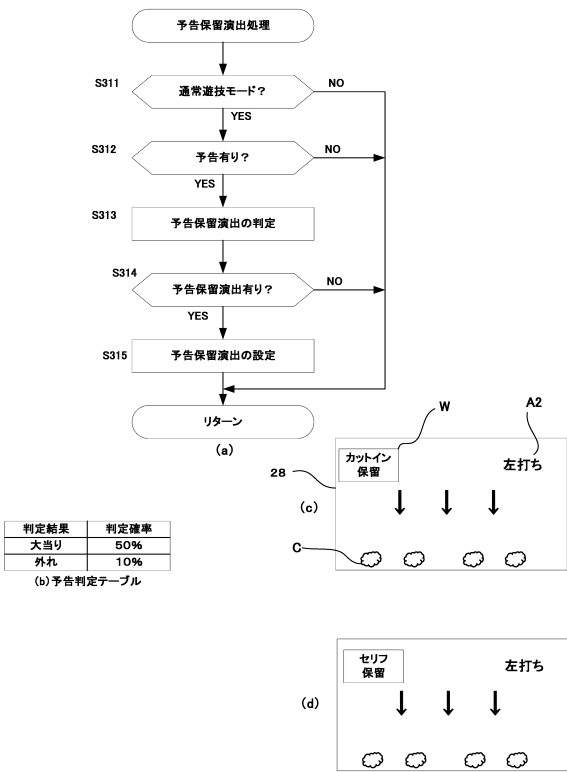 予告保留演出処理
S311
通常遊技モード?
NO
YES
S312
予告有り?
NO
YES
S313
予告保留演出の判定
S314
予告保留演出有り?
NO
YES
S315
予告保留演出の設定
リターン
(a)
W
A2
28
カットイン
保留
左打ち
(c)
C
判定結果 判定確率
大当り 50%
外れ 10%
(b)予告判定テーブル
セリフ
保留
左打ち
(d)